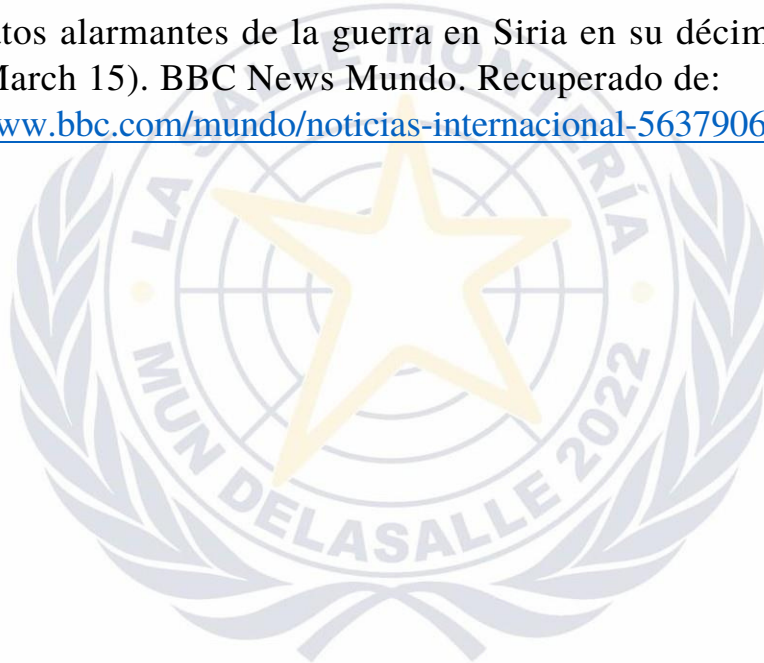 tos alarmantes de la guerra en Siria en su décim
March 15). BBC News Mundo. Recuperado de:
ww.bbc.com/mundo/noticias-internacional-5637906
LA SALLE MONTERÍA
MUN DELASALLE 2022